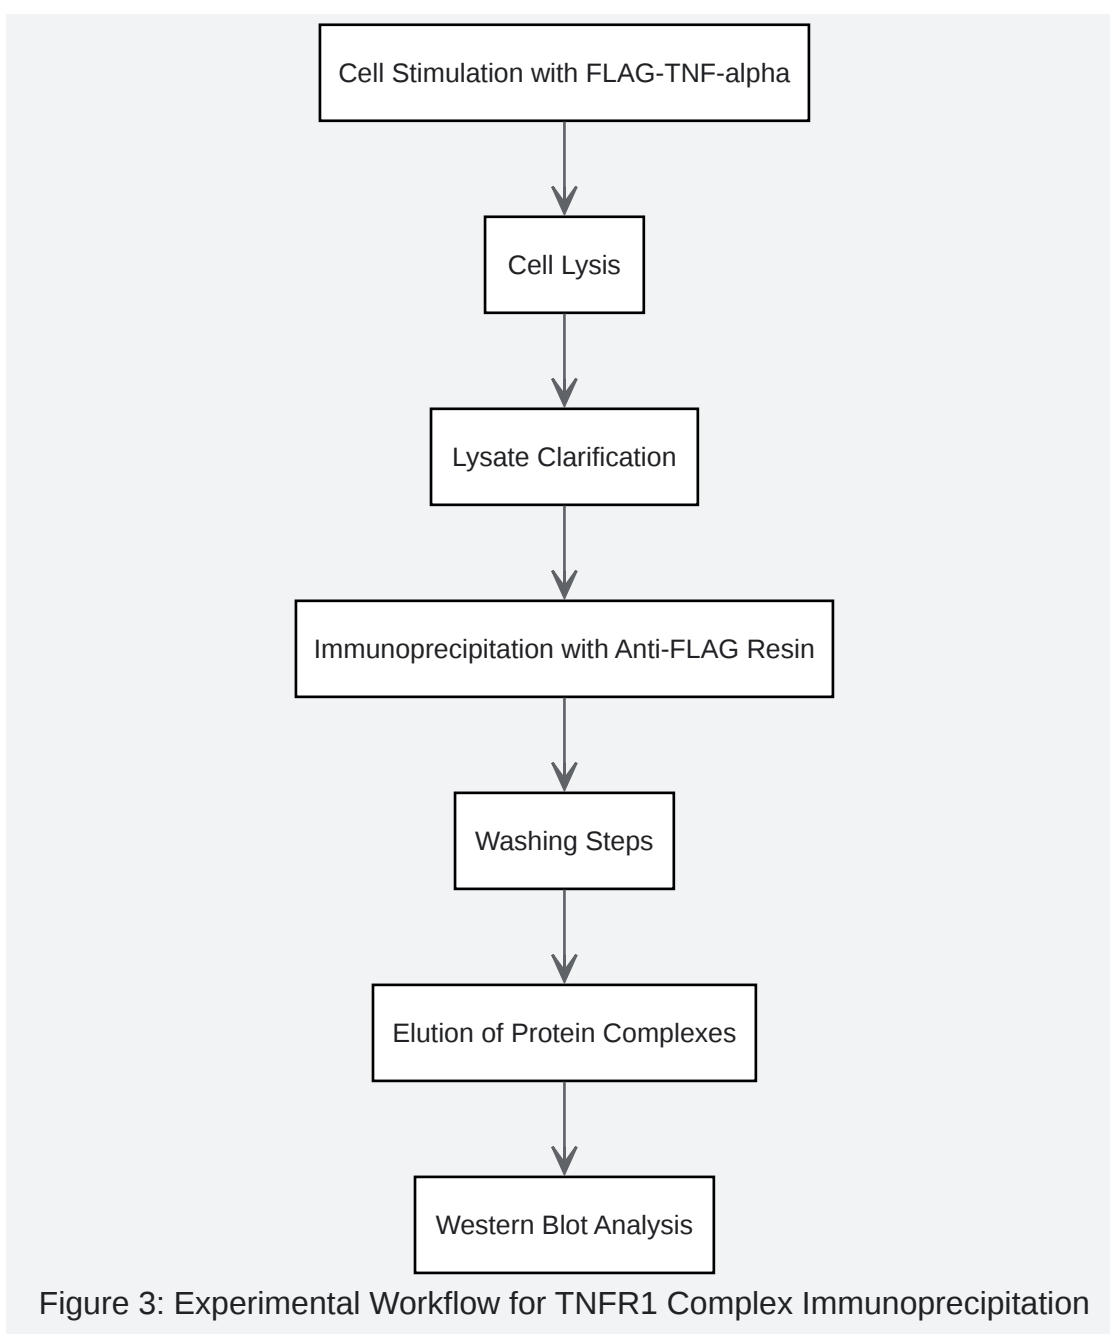 Cell Stimulation with FLAG-TNF-alpha
Cell Lysis
Lysate Clarification
Immunoprecipitation with Anti-FLAG Resin
Washing Steps
Elution of Protein Complexes
Western Blot Analysis
Figure 3: Experimental Workflow for TNFR1 Complex Immunoprecipitation